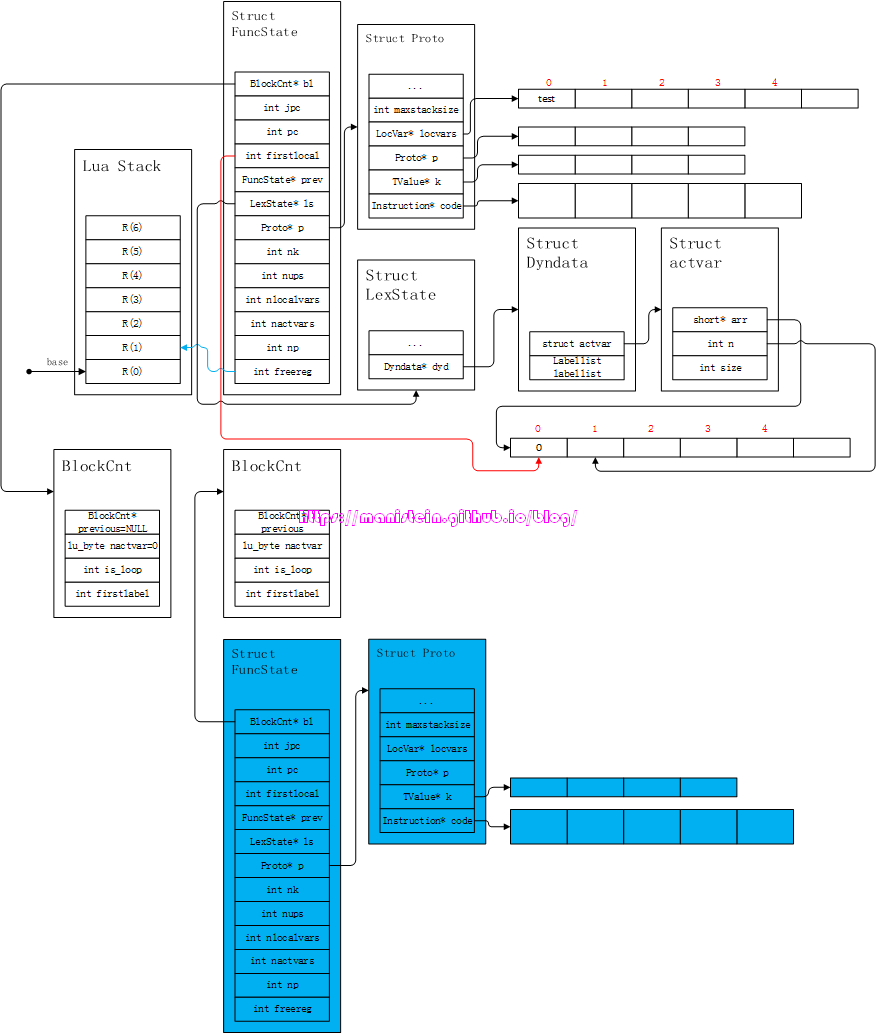 Struct
FuncState
BlockCnt* bl
int jpc
int pc
int firstlocal
FuncState* prev
LexState* ls
Proto* p
int nk
int nups
int nlocalvars
int nactvars
int np
int freereg
Struct Proto
...
int maxstacksize
LocVar* locvars
Proto* p
TValue* k
Instruction* code
0 1 2 3 4
test
Lua Stack
R(6)
R(5)
R(4)
R(3)
R(2)
R(1)
R(0)
base
Struct
LexState
...
Dyndata* dyd
Struct
Dyndata
struct actvar
Labellist
labellist
Struct
actvar
short* arr
int n
int size
0 1 2 3 4
0
BlockCnt
BlockCnt*
previous=NULL
lu_byte nactvar=0
int is_loop
int firstlabel
BlockCnt
BlockCnt*
previous
lu_byte nactvar
int is_loop
int firstlabel
https://manistein.github.io/blog/
Struct
FuncState
BlockCnt* bl
int jpc
int pc
int firstlocal
FuncState* prev
LexState* ls
Proto* p
int nk
int nups
int nlocalvars
int nactvars
int np
int freereg
Struct Proto
...
int maxstacksize
LocVar* locvars
Proto* p
TValue* k
Instruction* code